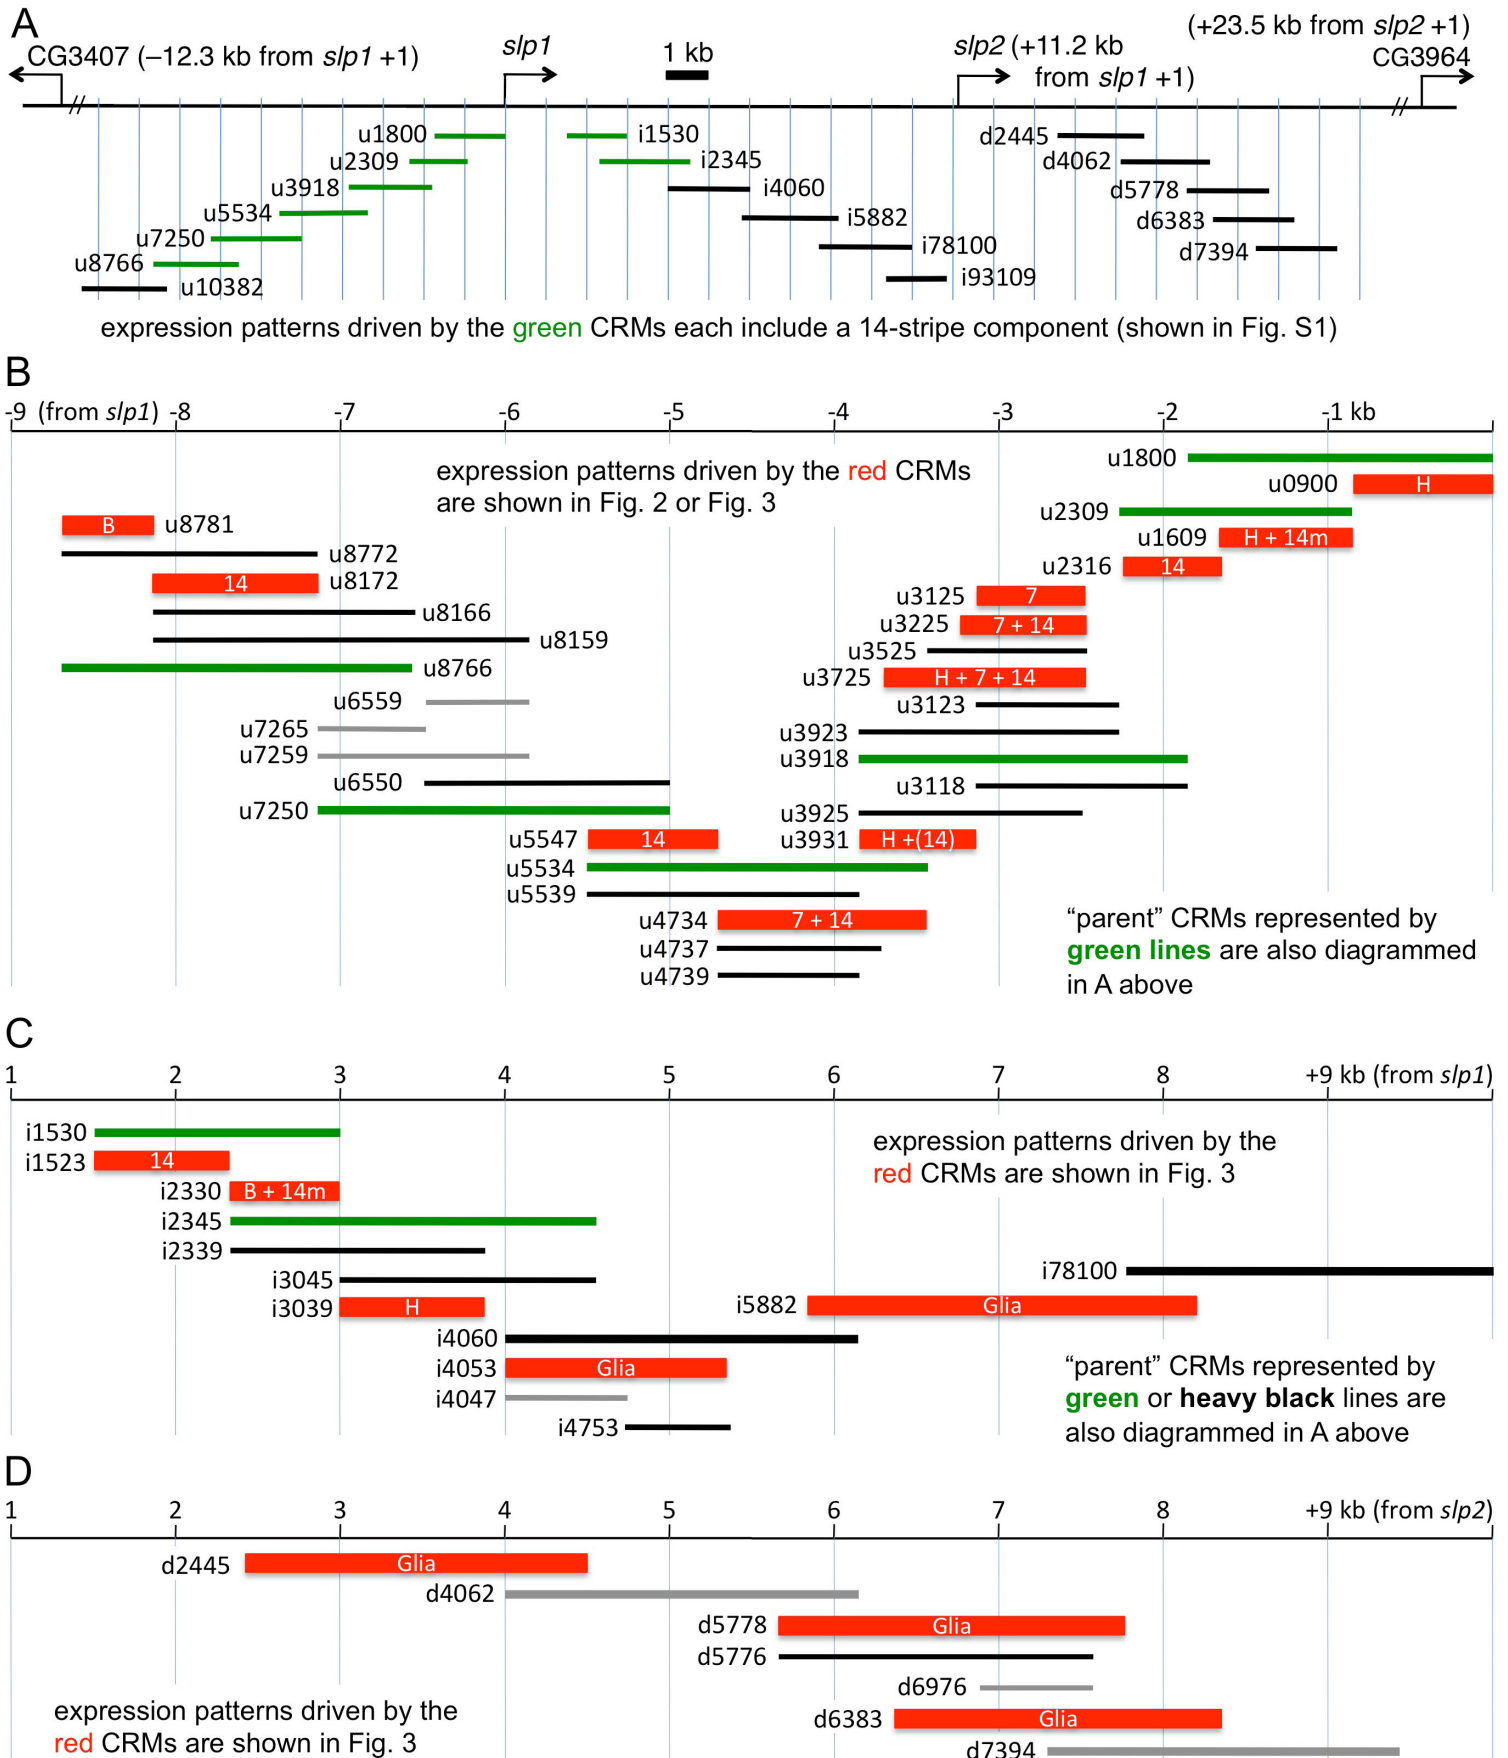 A
CG3407 (–12.3 kb from slp1 +1)
slp1
1 kb
slp2 (+11.2 kb
from slp1 +1)
(+23.5 kb from slp2 +1)
CG3964
//
//
u1800
i1530
d2445
u2309
i2345
d4062
u3918
i4060
d5778
u5534
i5882
d6383
u7250
i78100
d7394
u8766
i93109
u10382
expression patterns driven by the green CRMs each include a 14-stripe component (shown in Fig. S1)
B
-9 (from slp1) -8 -7 -6 -5 -4 -3 -2 -1 kb
expression patterns driven by the red CRMs
are shown in Fig. 2 or Fig. 3
u1800
u0900 H
u2309
B u8781
u1609 H + 14m
u8772
u2316 14
14 u8172
u3125 7
u8166
u3225 7 + 14
u8159
u3525
u8766
u3725 H + 7 + 14
u6559
u3123
u7265
u3923
u7259
u3918
u6550
u3118
u7250
u3925
u5547 14
u3931 H +(14)
u5534
u5539
u4734 7 + 14
u4737
u4739
“parent” CRMs represented by
green lines are also diagrammed
in A above
C
1 2 3 4 5 6 7 8 +9 kb (from slp1)
i1530
i1523 14
i2330 B + 14m
i2345
i2339
expression patterns driven by the
red CRMs are shown in Fig. 3
i3045
i78100
i3039 H
i5882 Glia
i4060
i4053 Glia
i4047
i4753
“parent” CRMs represented by
green or heavy black lines are
also diagrammed in A above
D
1 2 3 4 5 6 7 8 +9 kb (from slp2)
d2445 Glia
d4062
d5778 Glia
d5776
d6976
d6383 Glia
d7394
expression patterns driven by the
red CRMs are shown in Fig. 3